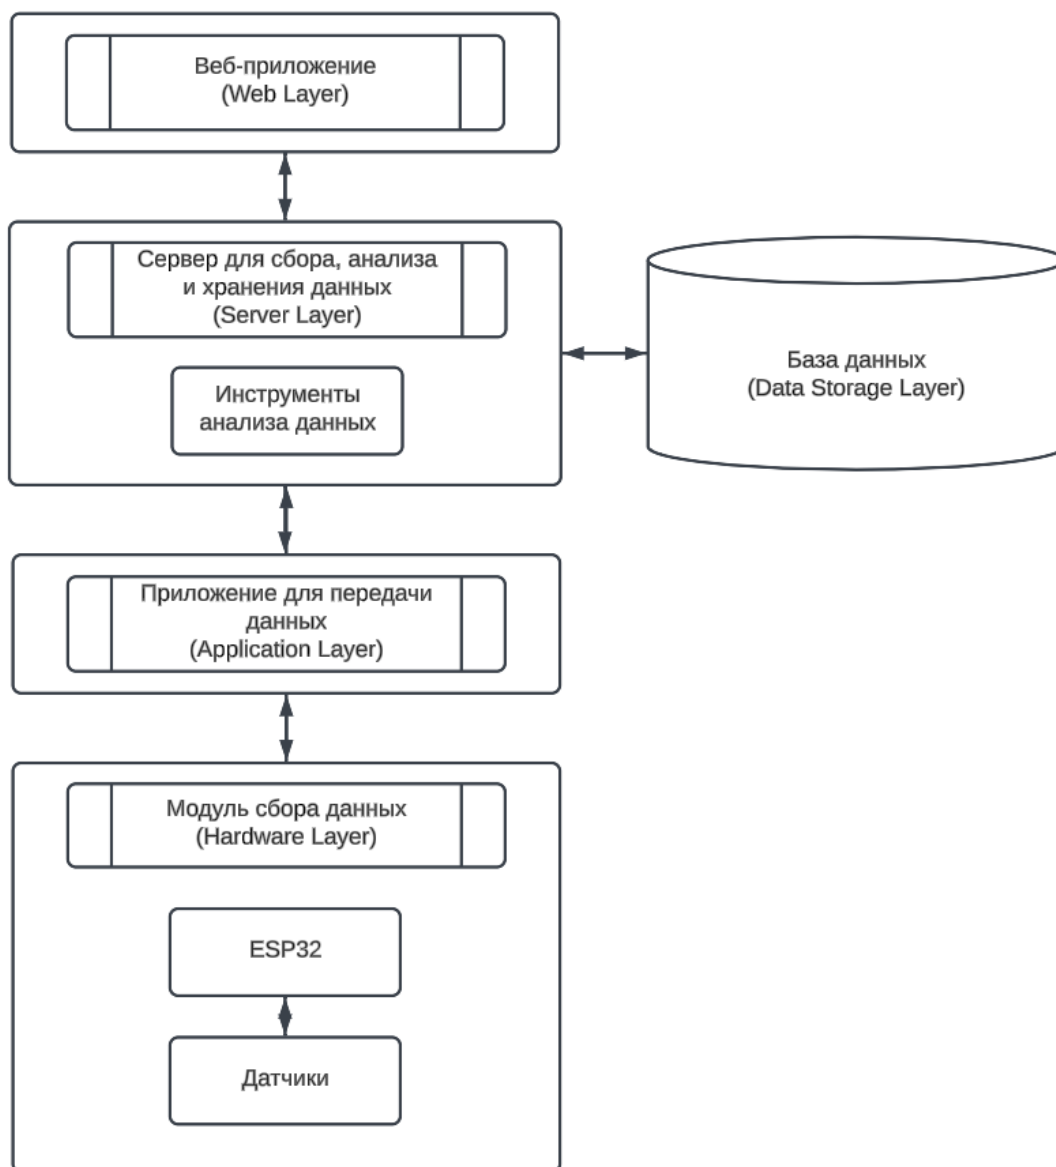 Веб-приложение
(Web Layer)
Сервер для сбора, анализа
и хранения данных
(Server Layer)
Инструменты
анализа данных
База данных
(Data Storage Layer)
Приложение для передачи
данных
(Application Layer)
Модуль сбора данных
(Hardware Layer)
ESP32
Датчики